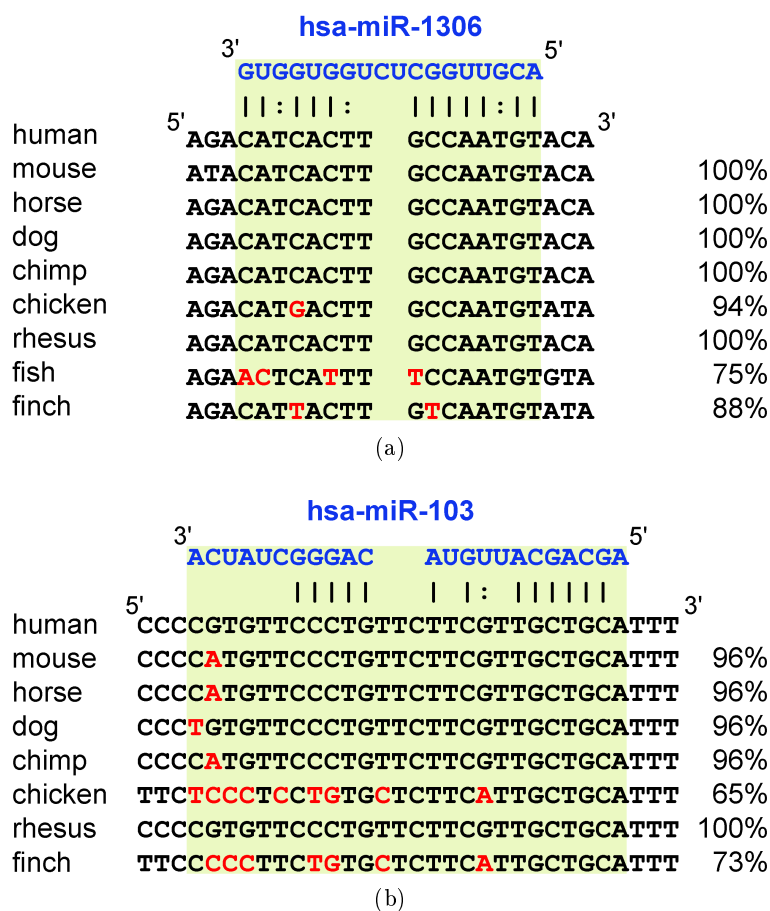 hsa-miR-1306
3' 5'
GUGGUGGUCUCGGUUGCA
||:|||: |||||:||
5' 3'
human AGACATCACTT GCCAATGTACA
mouse ATACATCACTT GCCAATGTACA 100%
horse AGACATCACTT GCCAATGTACA 100%
dog AGACATCACTT GCCAATGTACA 100%
chimp AGACATCACTT GCCAATGTACA 100%
chicken AGACATGACTT GCCAATGTATA 94%
rhesus AGACATCACTT GCCAATGTACA 100%
fish AGAACTCATTT TCCAATGTGTA 75%
finch AGACATTACTT GTCAATGTATA 88%
(a)
hsa-miR-103
3' 5'
ACUAUCGGGAC AUGUUACGACGA
||||| | |: ||||||
5' 3'
human CCCCGTGTTCCCTGTTCTTCGTTGCTGCATTT
mouse CCCCATGTTCCCTGTTCTTCGTTGCTGCATTT 96%
horse CCCCATGTTCCCTGTTCTTCGTTGCTGCATTT 96%
dog CCCTGTGTTCCCTGTTCTTCGTTGCTGCATTT 96%
chimp CCCCATGTTCCCTGTTCTTCGTTGCTGCATTT 96%
chicken TTCTCCCTCCTGTGCTCTTCATTGCTGCATTT 65%
rhesus CCCCGTGTTCCCTGTTCTTCGTTGCTGCATTT 100%
finch TTCCCCCTTCTGTGCTCTTCATTGCTGCATTT 73%
(b)